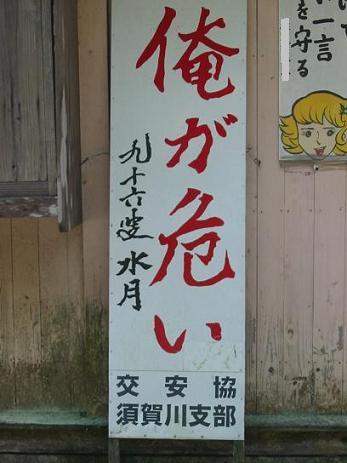 俺が危い
九十六叟 水月
交安協
須賀川支部
一言
を守る